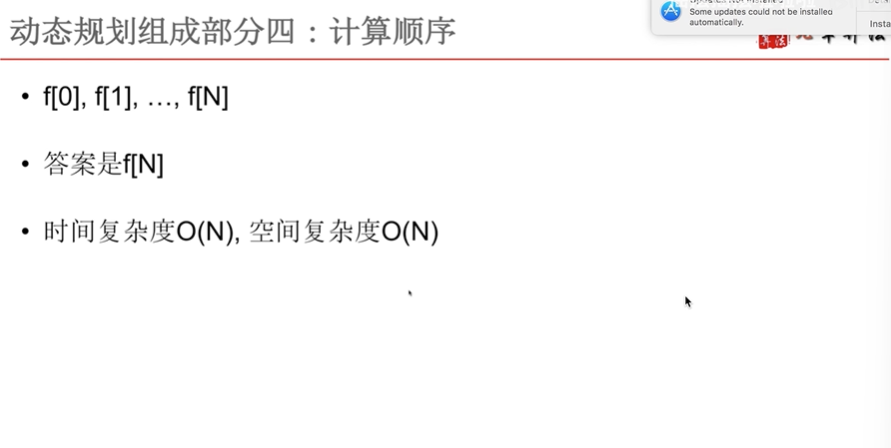 动态规划组成部分四：计算顺序
Some updates could not be installed
automatically.
Insta
• f[0], f[1], …, f[N]
• 答案是f[N]
• 时间复杂度O(N), 空间复杂度O(N)